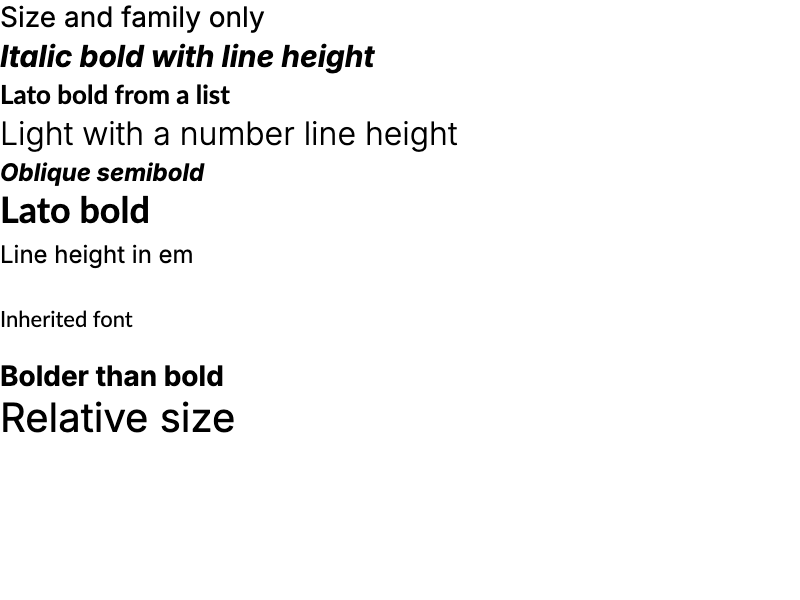 Size and family only
Italic bold with line height
Lato bold from a list
Light with a number line height
Oblique semibold
Lato bold
Line height in em
Inherited font
Bolder than bold
Relative size